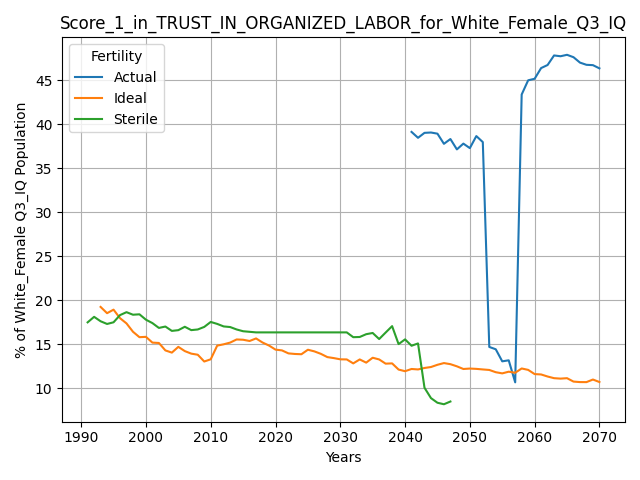 Score_1_in_TRUST_IN_ORGANIZED_LABOR_for_White_Female_Q3_IQ
Fertility
Actual
Ideal
Sterile
% of White_Female Q3_IQ Population
45
40
35
30
25
20
15
10
1990 2000 2010 2020 2030 2040 2050 2060 2070
Years